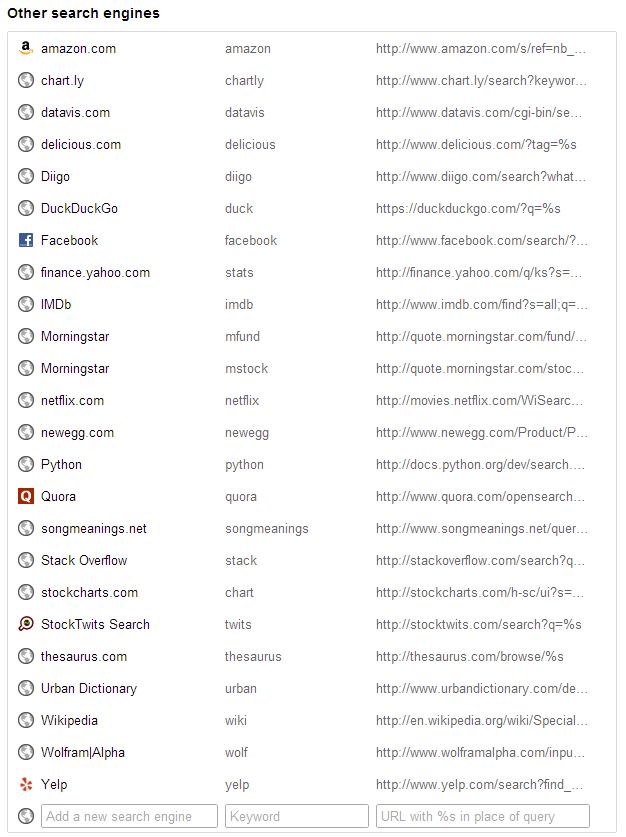 Other search engines
amazon.com amazon http://www.amazon.com/s/ref=nb_...
chart.ly chartly http://www.chart.ly/search?keywor...
datavis.com datavis http://www.datavis.com/cgi-bin/se...
delicious.com delicious http://www.delicious.com/?tag=%s
Diigo diigo http://www.diigo.com/search?what...
DuckDuckGo duck https://duckduckgo.com/?q=%s
Facebook facebook http://www.facebook.com/search/?...
finance.yahoo.com stats http://finance.yahoo.com/q/ks?s=...
IMDb imdb http://www.imdb.com/find?s=all;q=...
Morningstar mfund http://quote.morningstar.com/fund/...
Morningstar mstock http://quote.morningstar.com/stoc...
netflix.com netflix http://movies.netflix.com/WiSearc...
newegg.com newegg http://www.newegg.com/Product/P...
Python python http://docs.python.org/dev/search....
Quora quora http://www.quora.com/opensearch...
songmeanings.net songmeanings http://www.songmeanings.net/quer...
Stack Overflow stack http://stackoverflow.com/search?q...
stockcharts.com chart http://stockcharts.com/h-sc/ui?s=...
StockTwits Search twits http://stocktwits.com/search?q=%s
thesaurus.com thesaurus http://thesaurus.com/browse/%s
Urban Dictionary urban http://www.urbandictionary.com/de...
Wikipedia wiki http://en.wikipedia.org/wiki/Special...
Wolfram|Alpha wolf http://www.wolframalpha.com/inpu...
Yelp yelp http://www.yelp.com/search?find_...
Add a new search engine Keyword URL with %s in place of query